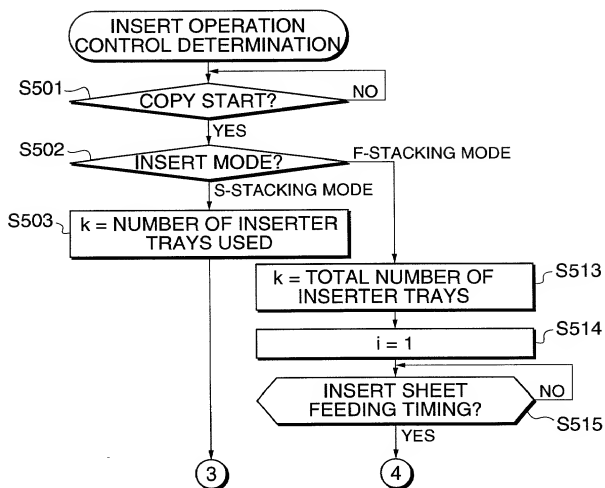 INSERT OPERATION
CONTROL DETERMINATION
S501
COPY START?
NO
YES
S502
INSERT MODE?
F-STACKING MODE
S-STACKING MODE
S503
k = NUMBER OF INSERTER
TRAYS USED
k = TOTAL NUMBER OF
INSERTER TRAYS
S513
i = 1
S514
INSERT SHEET
FEEDING TIMING?
NO
S515
YES
3
4